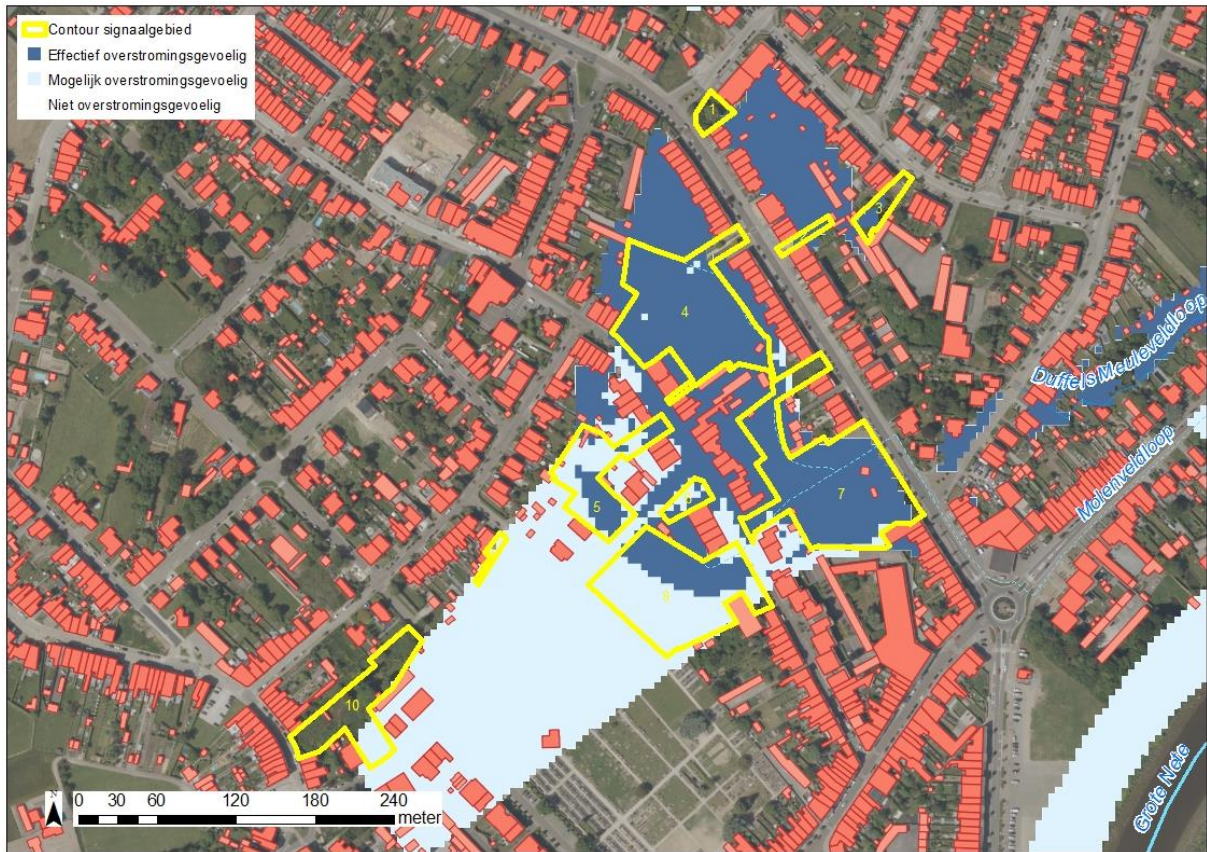 Contour signaalgebied
Effectief overstromingsgevoelig
Mogelijk overstromingsgevoelig
Niet overstromingsgevoelig
1
3
4
Duffels Meuleveldloop
Molenveldloop
7
5
10
N
0 30 60 120 180 240
meter
Grote Nete